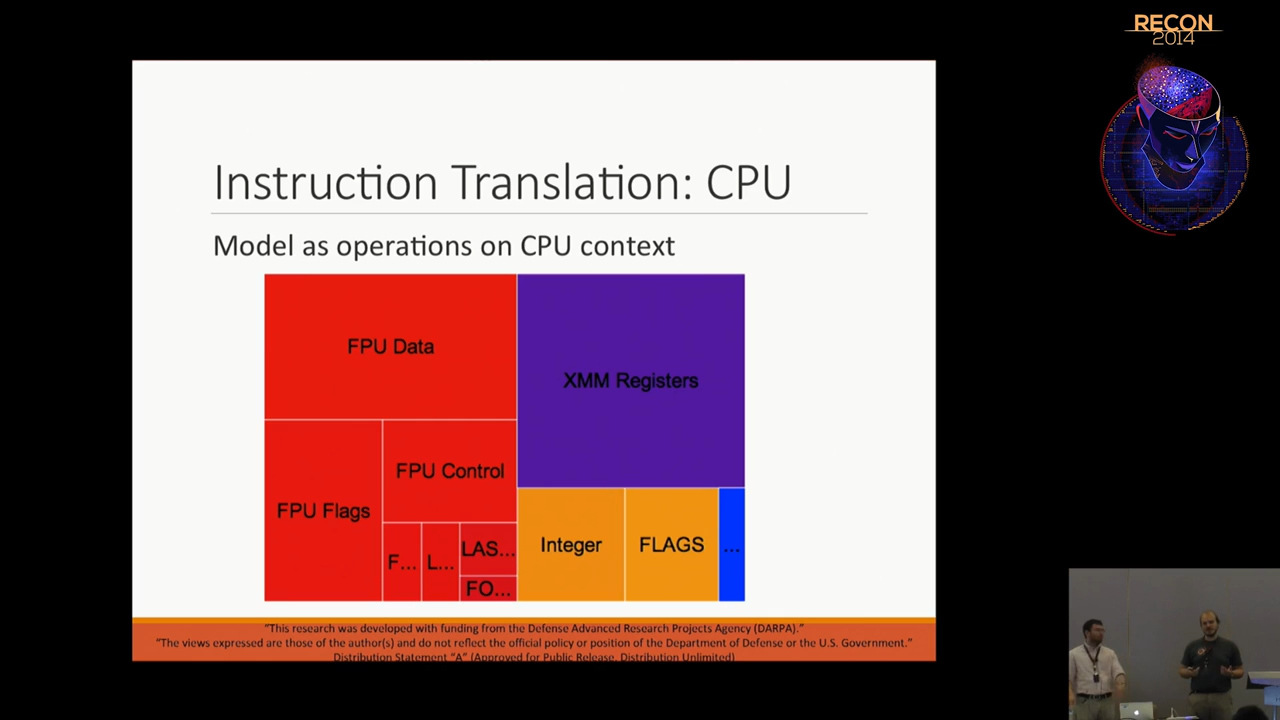 RECON
2014
Instruction Translation: CPU
Model as operations on CPU context
FPU Data
XMM Registers
FPU Control
FPU Flags
F...
L...
LAS...
FO...
Integer
FLAGS
...
"This research was developed with funding from the Defense Advanced Research Projects Agency (DARPA)."
"The views expressed are those of the author(s) and do not reflect the official policy or position of the Department of Defense or the U.S. Government."
Distribution Statement "A" (Approved for Public Release, Distribution Unlimited)